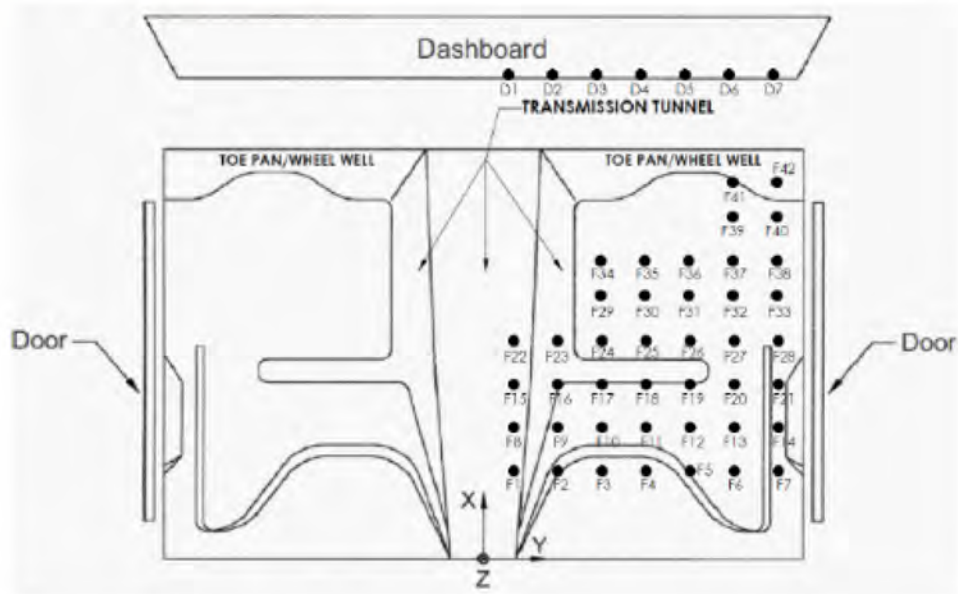 Dashboard
D1 D2 D3 D4 D5 D6 D7
TRANSMISSION TUNNEL
TOE PAN/WHEEL WELL TOE PAN/WHEEL WELL
F42
F41
F39 F40
F34 F35 F36 F37 F38
F29 F30 F31 F32 F33
Door Door
F22 F23 F24 F25 F26 F27 F28
F15 F16 F17 F18 F19 F20 F21
F8 F9 F10 F11 F12 F13 F14
F1 F2 F3 F4 F5 F6 F7
X
Y
Z